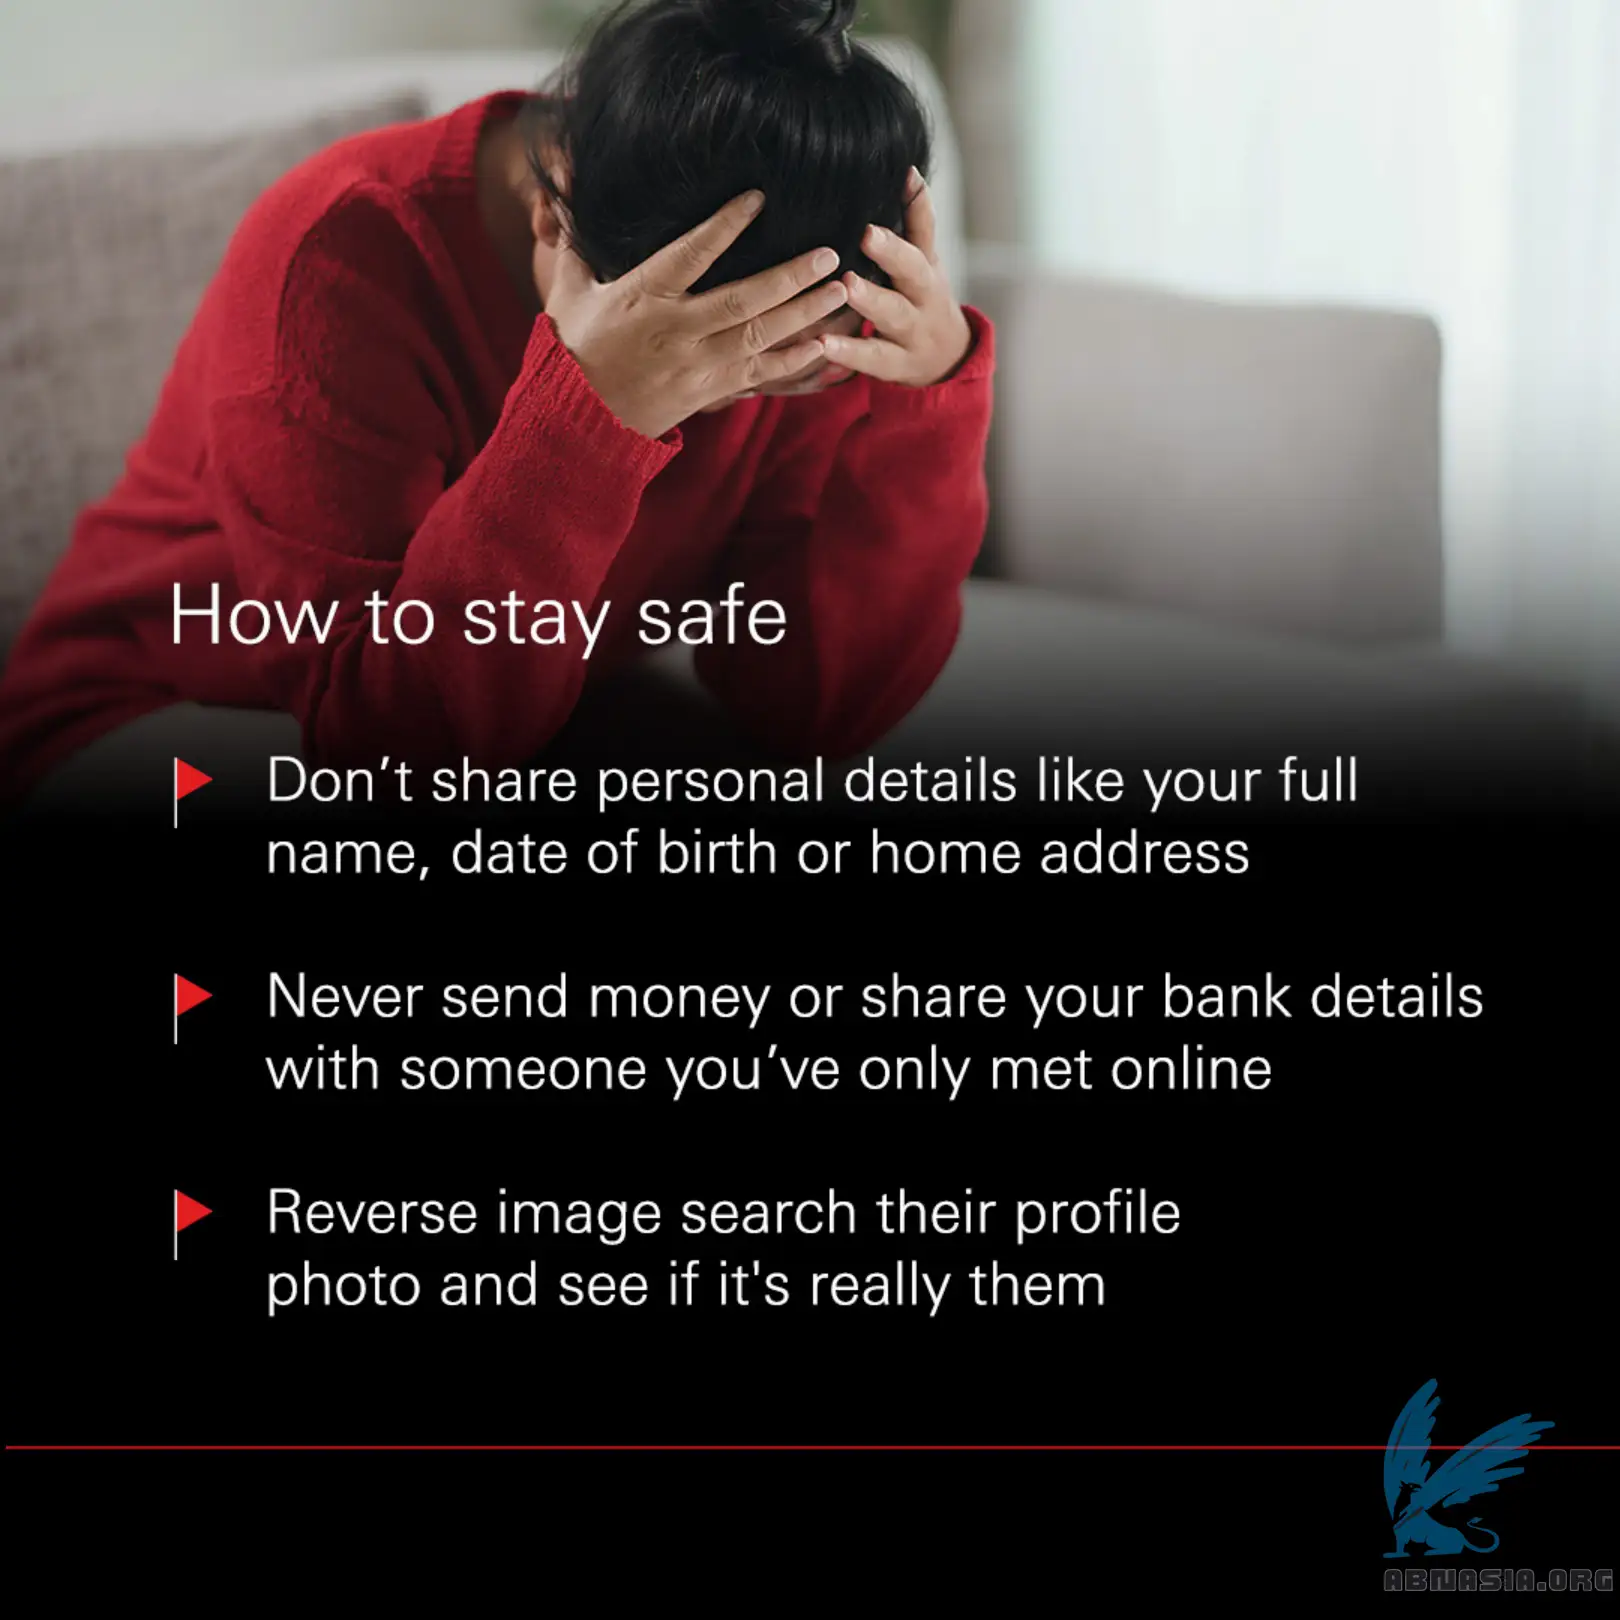 How to stay safe
Don’t share personal details like your full
name, date of birth or home address
Never send money or share your bank details
with someone you’ve only met online
Reverse image search their profile
photo and see if it's really them
ABNASIA.ORG